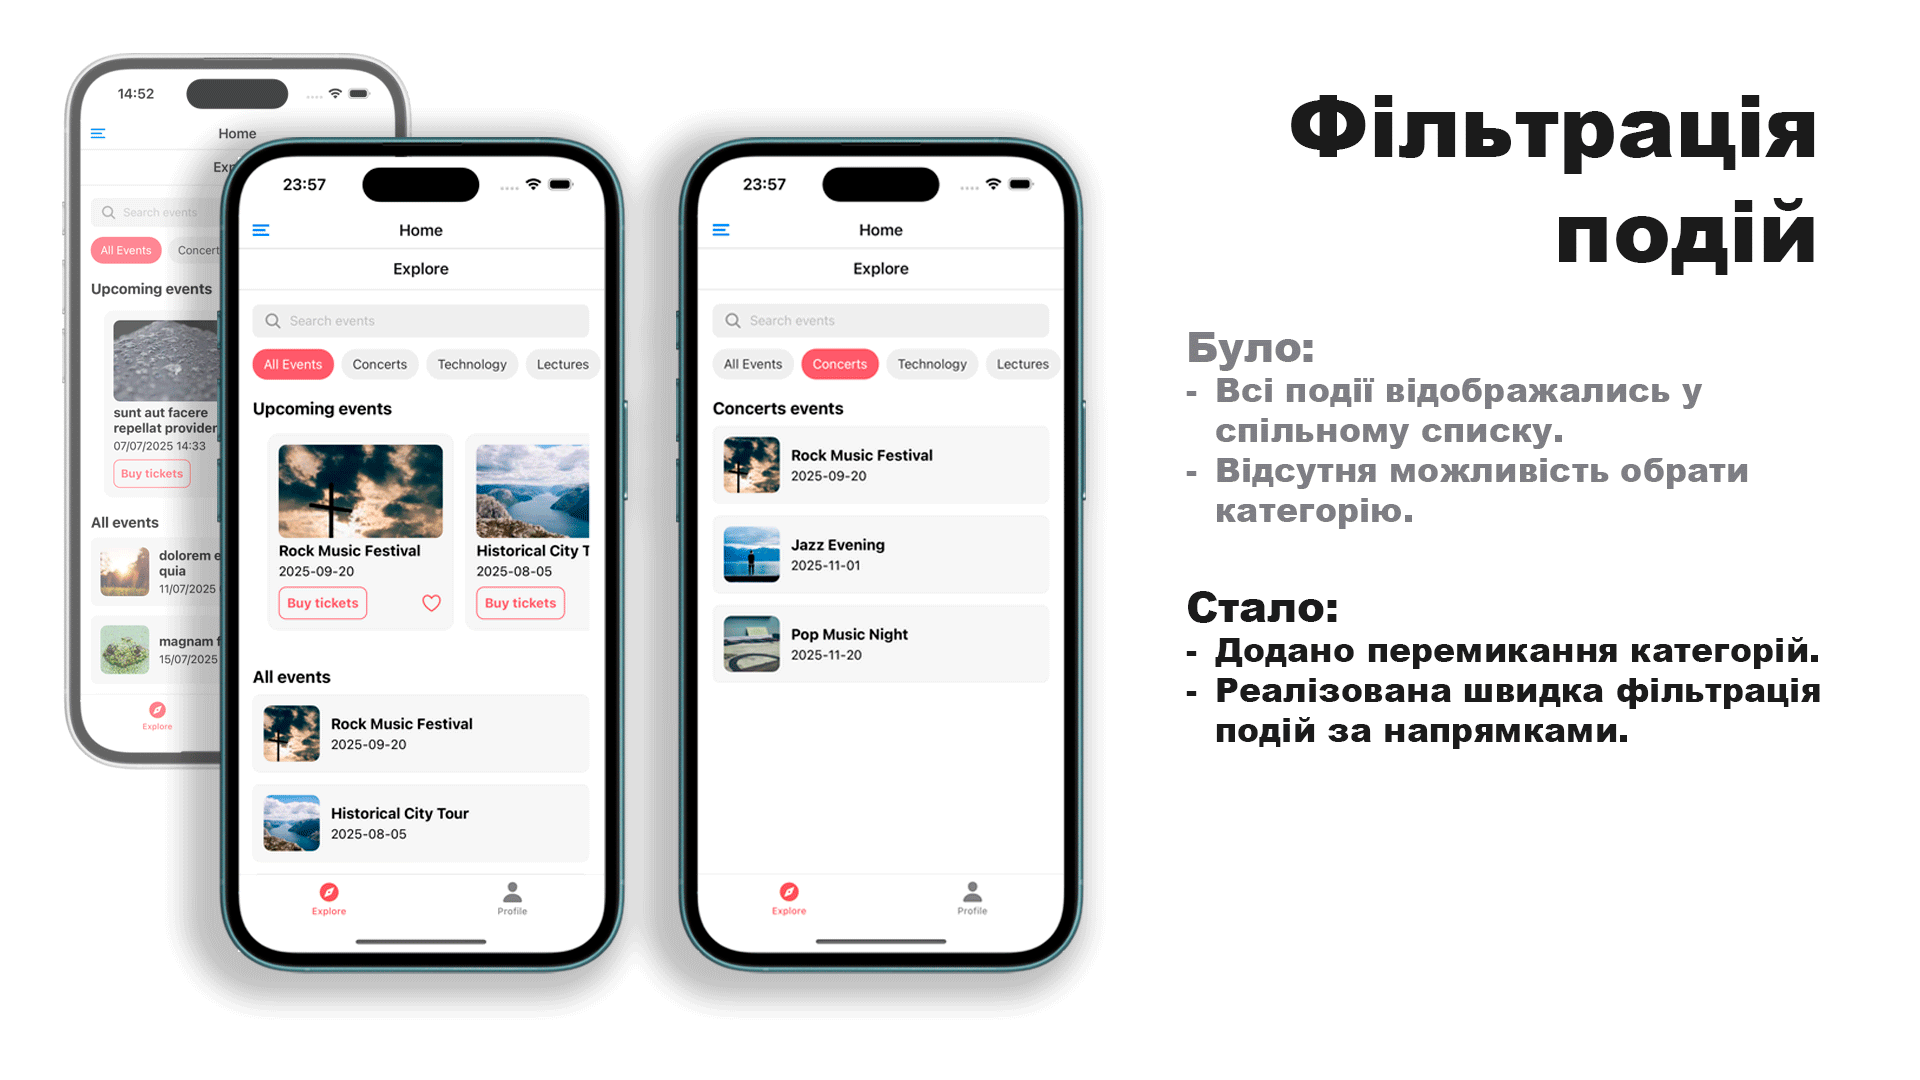 14:52
Home
Exp
Search events
All Events
Concert
Upcoming events
sunt aut facere
repellat provider
07/07/2025 14:33
Buy tickets
All events
dolorem e
quia
11/07/2025
magnam f
15/07/2025
Explore
23:57
Home
Explore
Search events
All Events
Concerts
Technology
Lectures
Upcoming events
Rock Music Festival
2025-09-20
Buy tickets
Historical City T
2025-08-05
Buy tickets
All events
Rock Music Festival
2025-09-20
Historical City Tour
2025-08-05
Explore
Profile
23:57
Home
Explore
Search events
All Events
Concerts
Technology
Lectures
Concerts events
Rock Music Festival
2025-09-20
Jazz Evening
2025-11-01
Pop Music Night
2025-11-20
Explore
Profile
Фільтрація
подій
Було:
- Всі події відображались у
спільному списку.
- Відсутня можливість обрати
категорію.
Стало:
- Додано перемикання категорій.
- Реалізована швидка фільтрація
подій за напрямками.